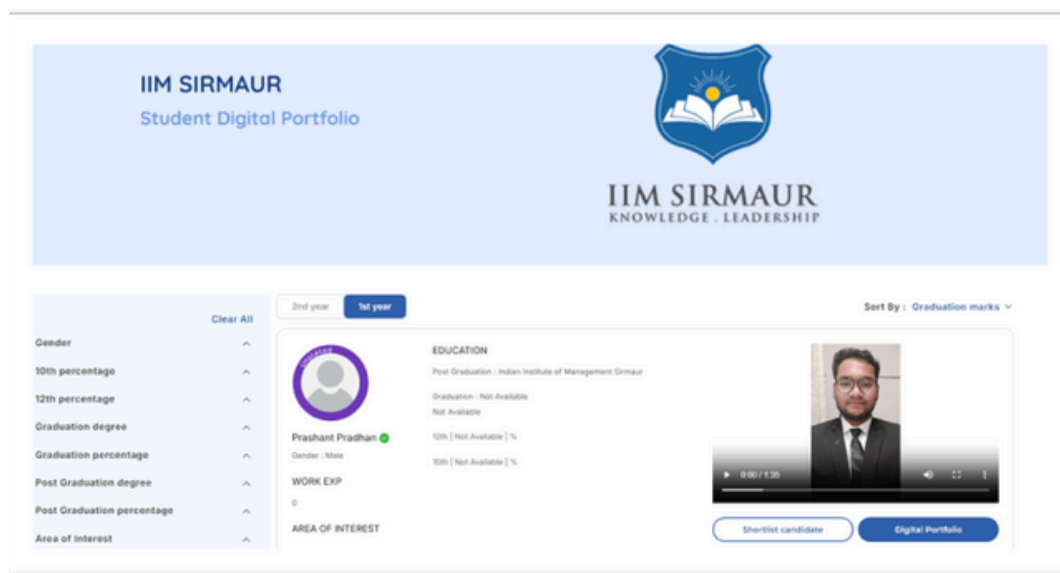 IIM SIRMAUR
Student Digital Portfolio
IIM SIRMAUR
KNOWLEDGE . LEADERSHIP
Clear All
Gender
10th percentage
12th percentage
Graduation degree
Graduation percentage
Post Graduation degree
Post Graduation percentage
Area of Interest
2nd year
1st year
Sort By : Graduation marks
Unplaced
Prashant Pradhan
Gender : Male
WORK EXP
0
AREA OF INTEREST
EDUCATION
Post Graduation : Indian Institute of Management Sirmaur
Graduation : Not Available
Not Available
12th | Not Available | %
10th | Not Available | %
0:00 / 1:35
Shortlist candidate
Digital Portfolio